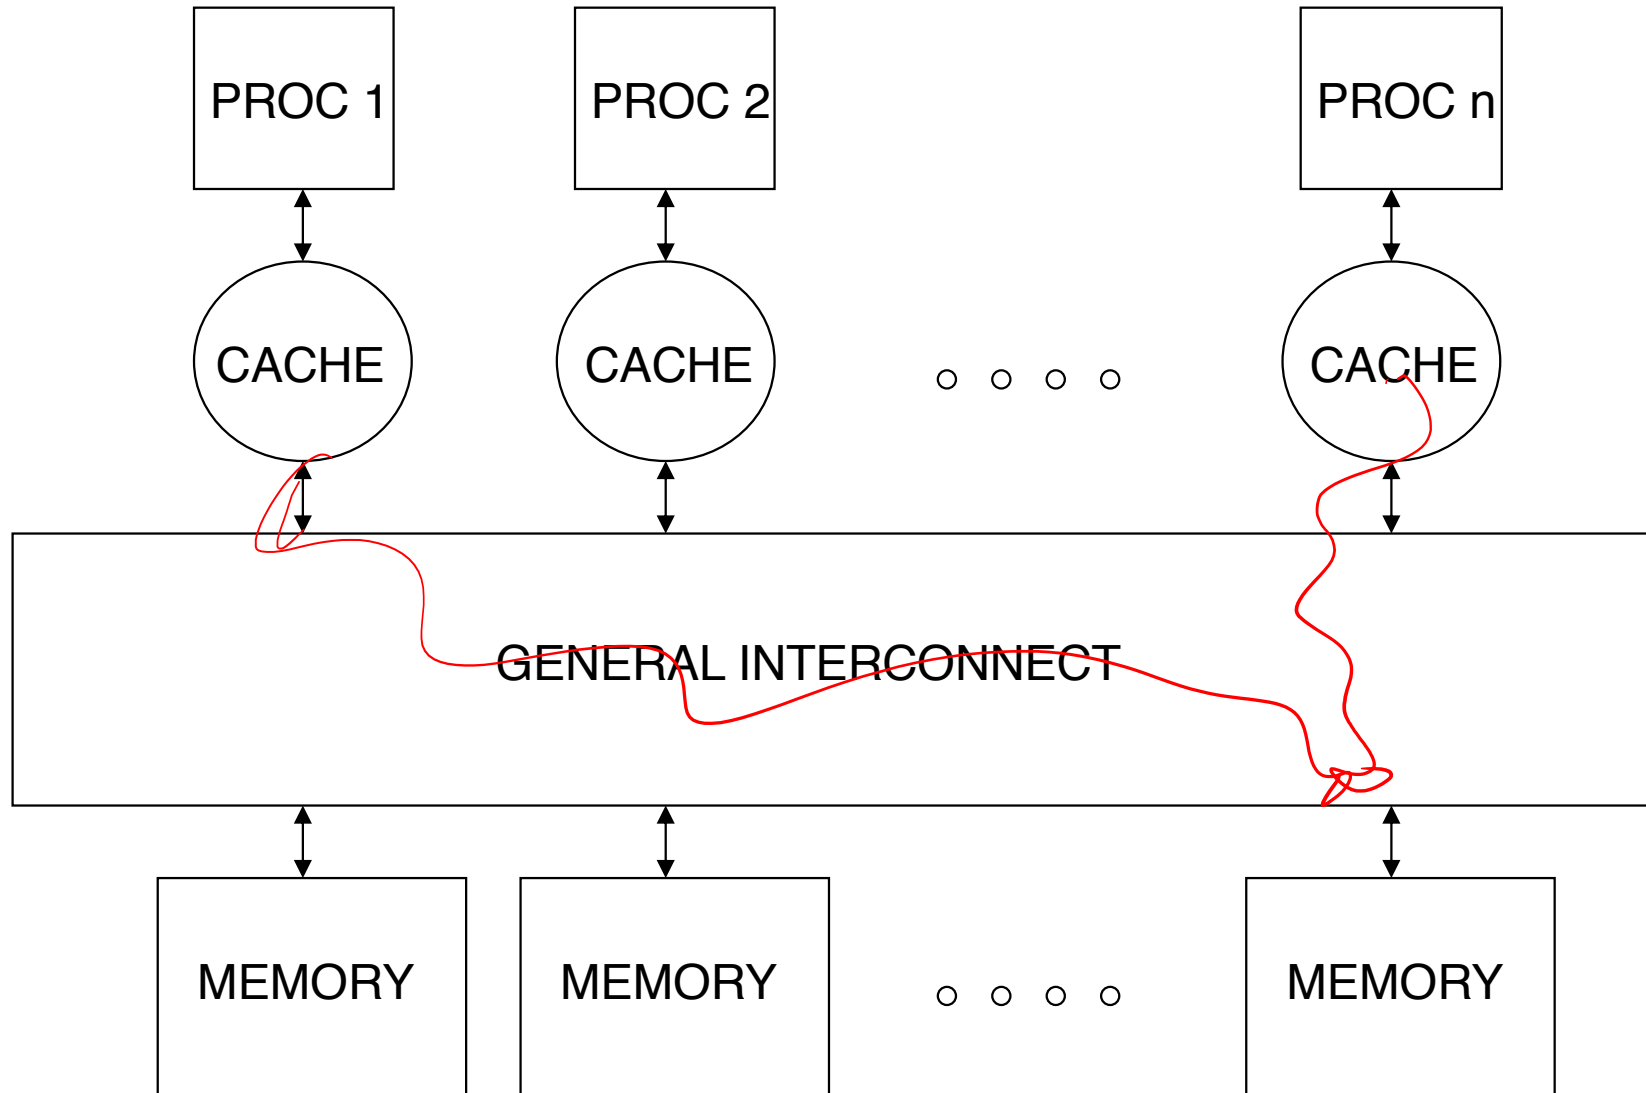 PROC 1 PROC 2 PROC n
CACHE CACHE CACHE
GENERAL INTERCONNECT
MEMORY MEMORY MEMORY